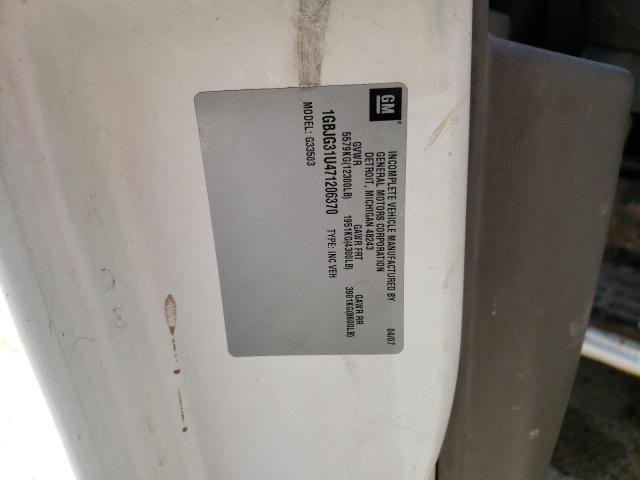 GM
INCOMPLETE VEHICLE MANUFACTURED BY
GENERAL MOTORS CORPORATION
DETROIT, MICHIGAN 48243
04/07
GVWR GAWR FRT GAWR RR
5579KG(12300LB) 1951KG(4300LB) 3901KG(8600LB)
1GBJG31U471206370 TYPE: INC VEH
MODEL: G33503